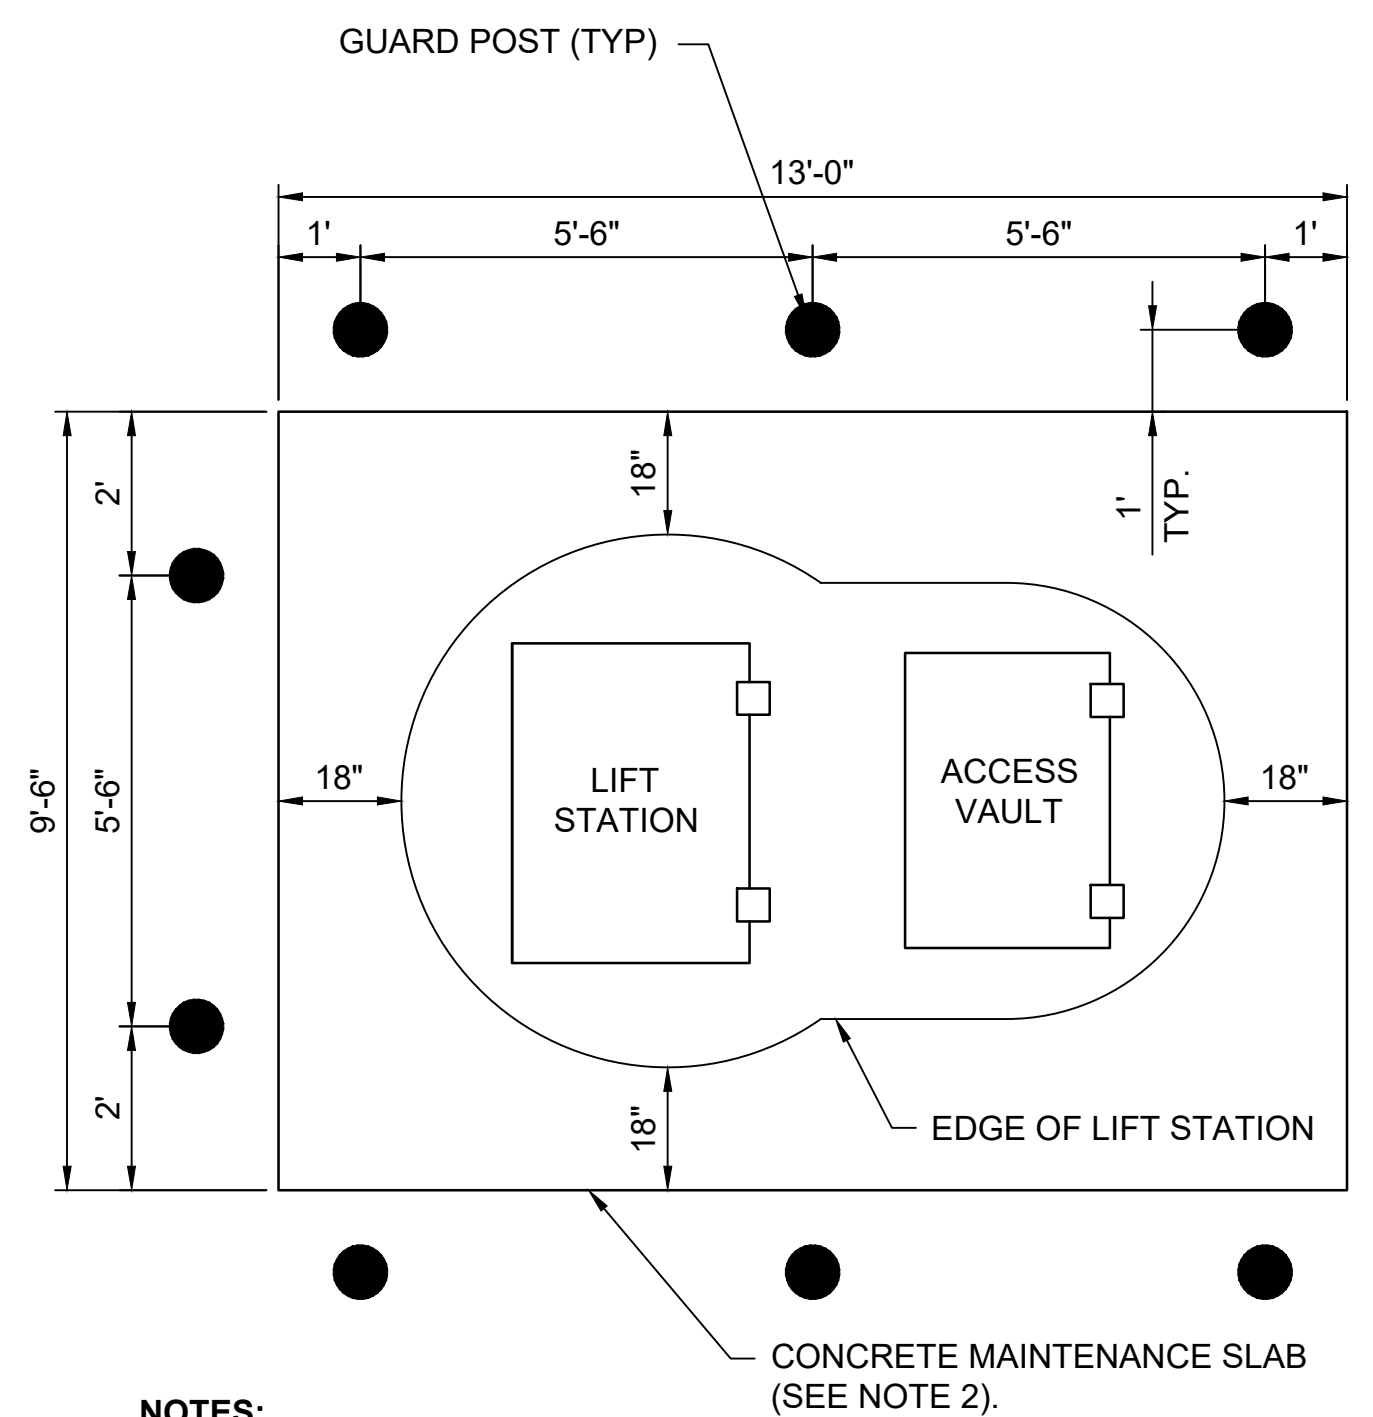 GUARD POST (TYP)
13'-0"
1'
5'-6"
5'-6"
1'
2'
18"
1'
TYP.
9'-6"
5'-6"
18"
LIFT
STATION
ACCESS
VAULT
18"
2'
18"
EDGE OF LIFT STATION
CONCRETE MAINTENANCE SLAB
(SEE NOTE 2).
NOTES: